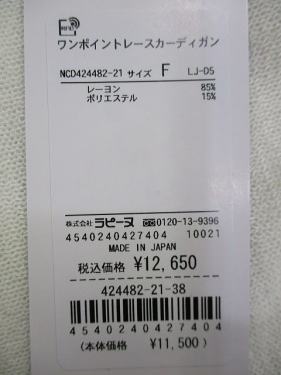 ワンポイントレースカーディガン
NCD424482-21 サイズ F LJ-05
レーヨン 85%
ポリエステル 15%
株式会社 ラピーヌ 0120-13-9396
4540240427404 10021
MADE IN JAPAN
税込価格 ¥12,650
424482-21-38
4540240427404
(本体価格 ¥11,500)